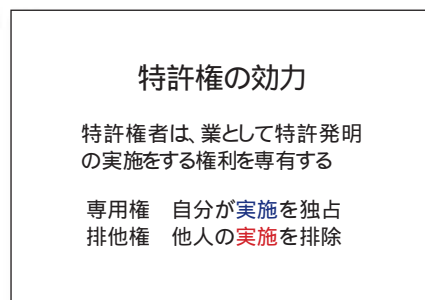 特許権の効力
特許権者は、業として特許発明
の実施をする権利を専有する
専用権　自分が実施を独占
排他権　他人の実施を排除